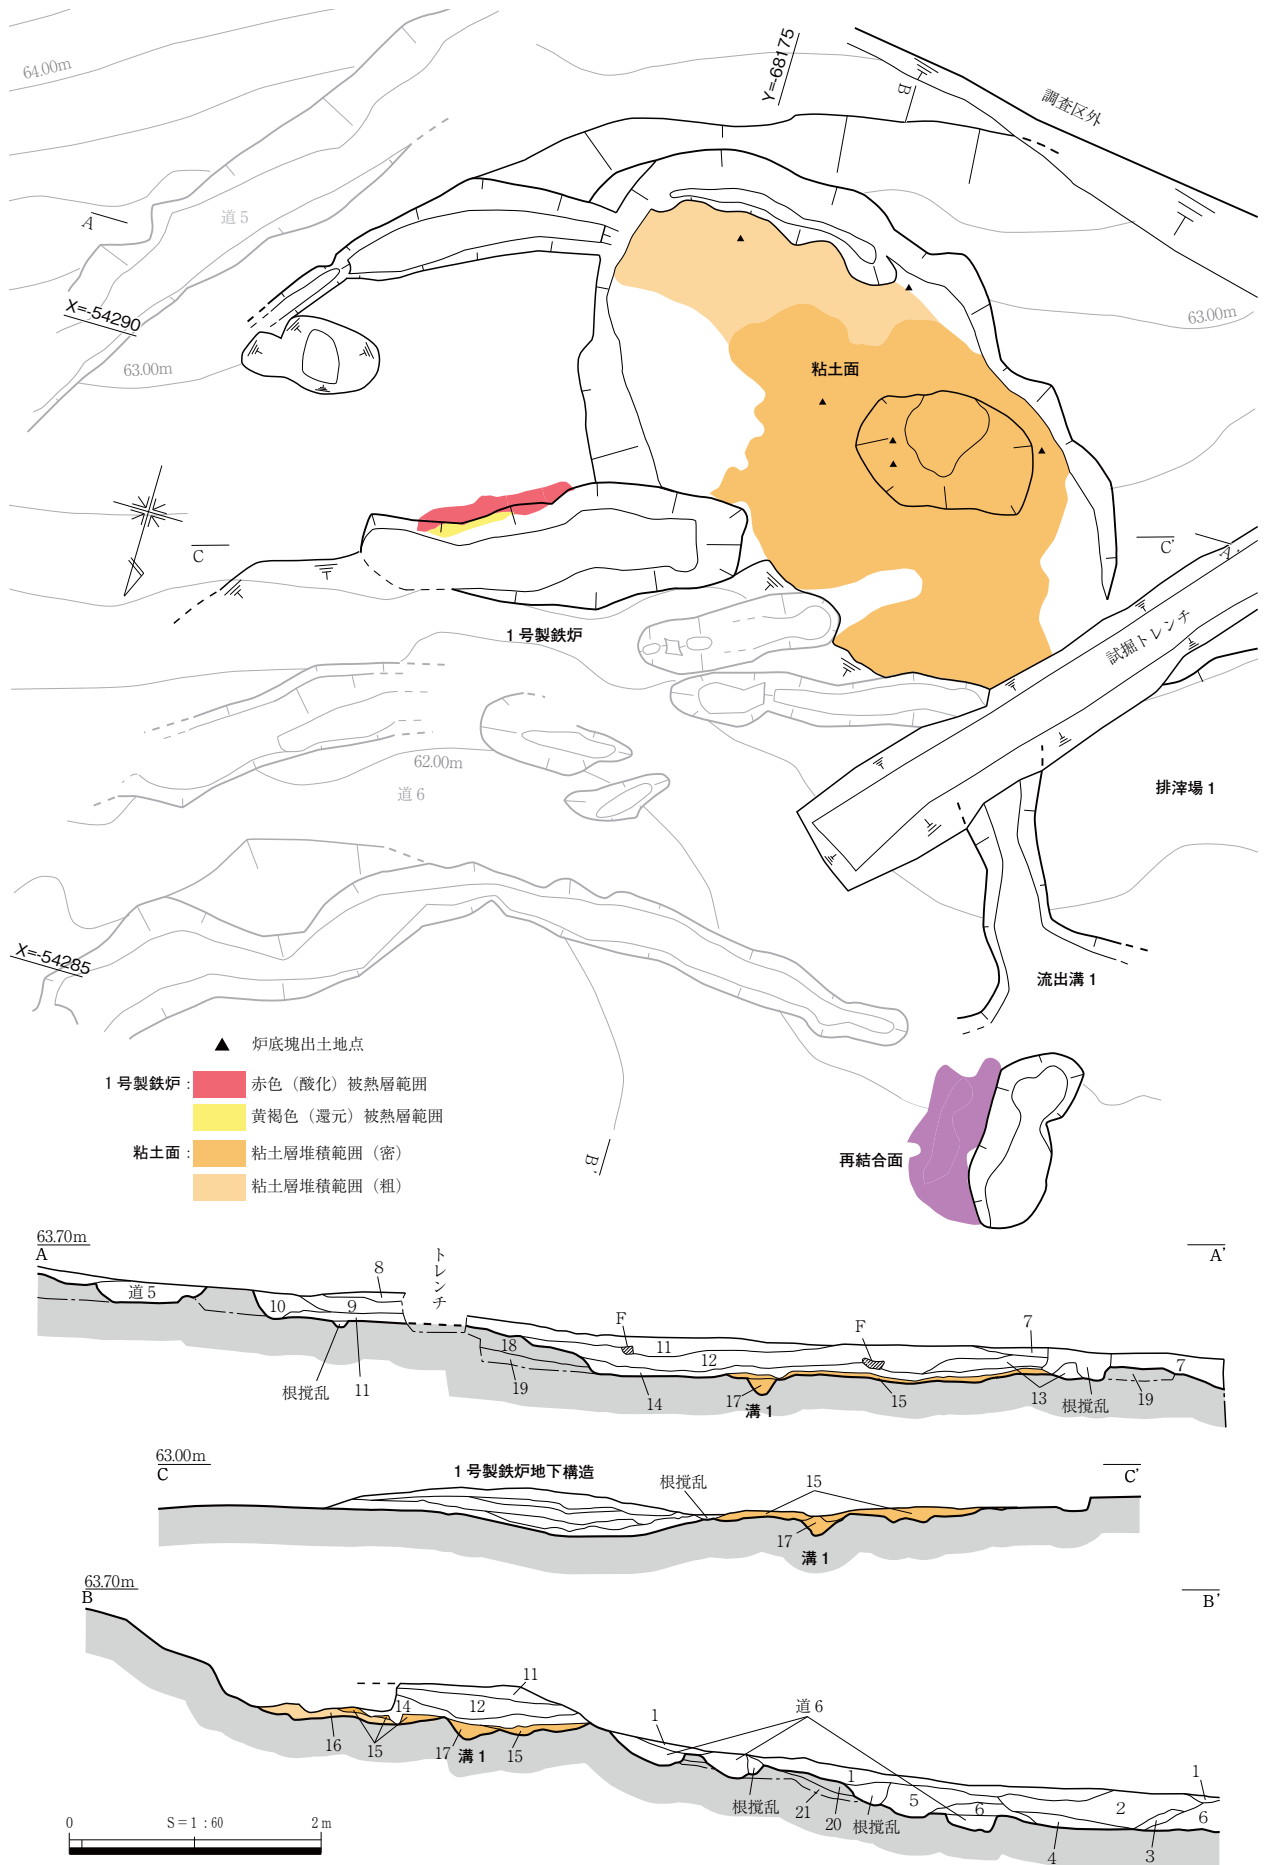 64.00m
Y=-68175
調査区外
B
道5
A
X=-54290
63.00m
63.00m
粘土面
C
C’
A’
1号製鉄炉
試掘トレンチ
62.00m
道6
排滓場1
X=-54285
流出溝1
▲ 炉底塊出土地点
1号製鉄炉:
赤色（酸化）被熱層範囲
黄褐色（還元）被熱層範囲
粘土面:
粘土層堆積範囲（密）
粘土層堆積範囲（粗）
B’
再結合面
63.70m
A
A’
トレンチ
道5
8
10
9
根撹乱
11
F
F
7
11
12
18
19
14
17
溝1
15
13
根撹乱
19
7
63.00m
C
C’
1号製鉄炉地下構造
根撹乱
15
17
溝1
63.70m
B
B’
11
14
12
16
15
17
溝1
15
1
道6
根撹乱
1
21
20
根撹乱
5
6
2
1
6
4
3
0
S=1:60
2m